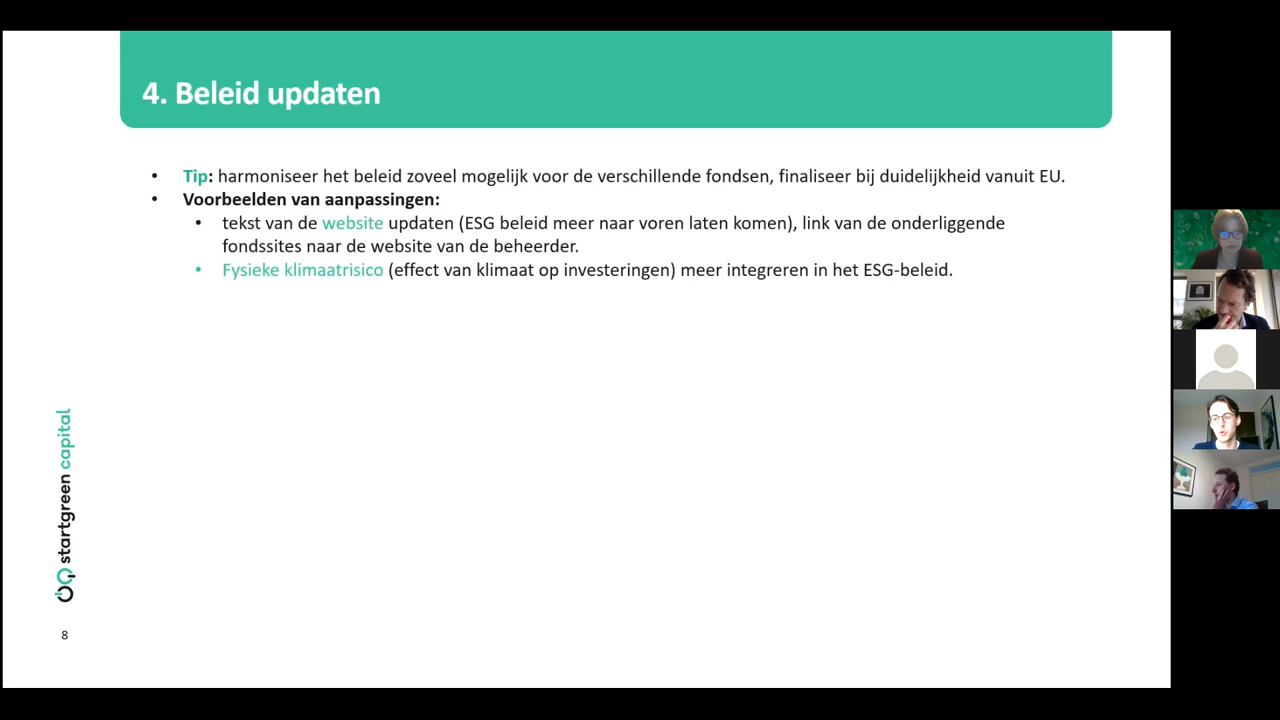 4. Beleid updaten
• Tip: harmoniseer het beleid zoveel mogelijk voor de verschillende fondsen, finaliseer bij duidelijkheid vanuit EU.
• Voorbeelden van aanpassingen:
• tekst van de website updaten (ESG beleid meer naar voren laten komen), link van de onderliggende
fondssites naar de website van de beheerder.
• Fysieke klimaatrisico (effect van klimaat op investeringen) meer integreren in het ESG-beleid.
startgreen capital
8